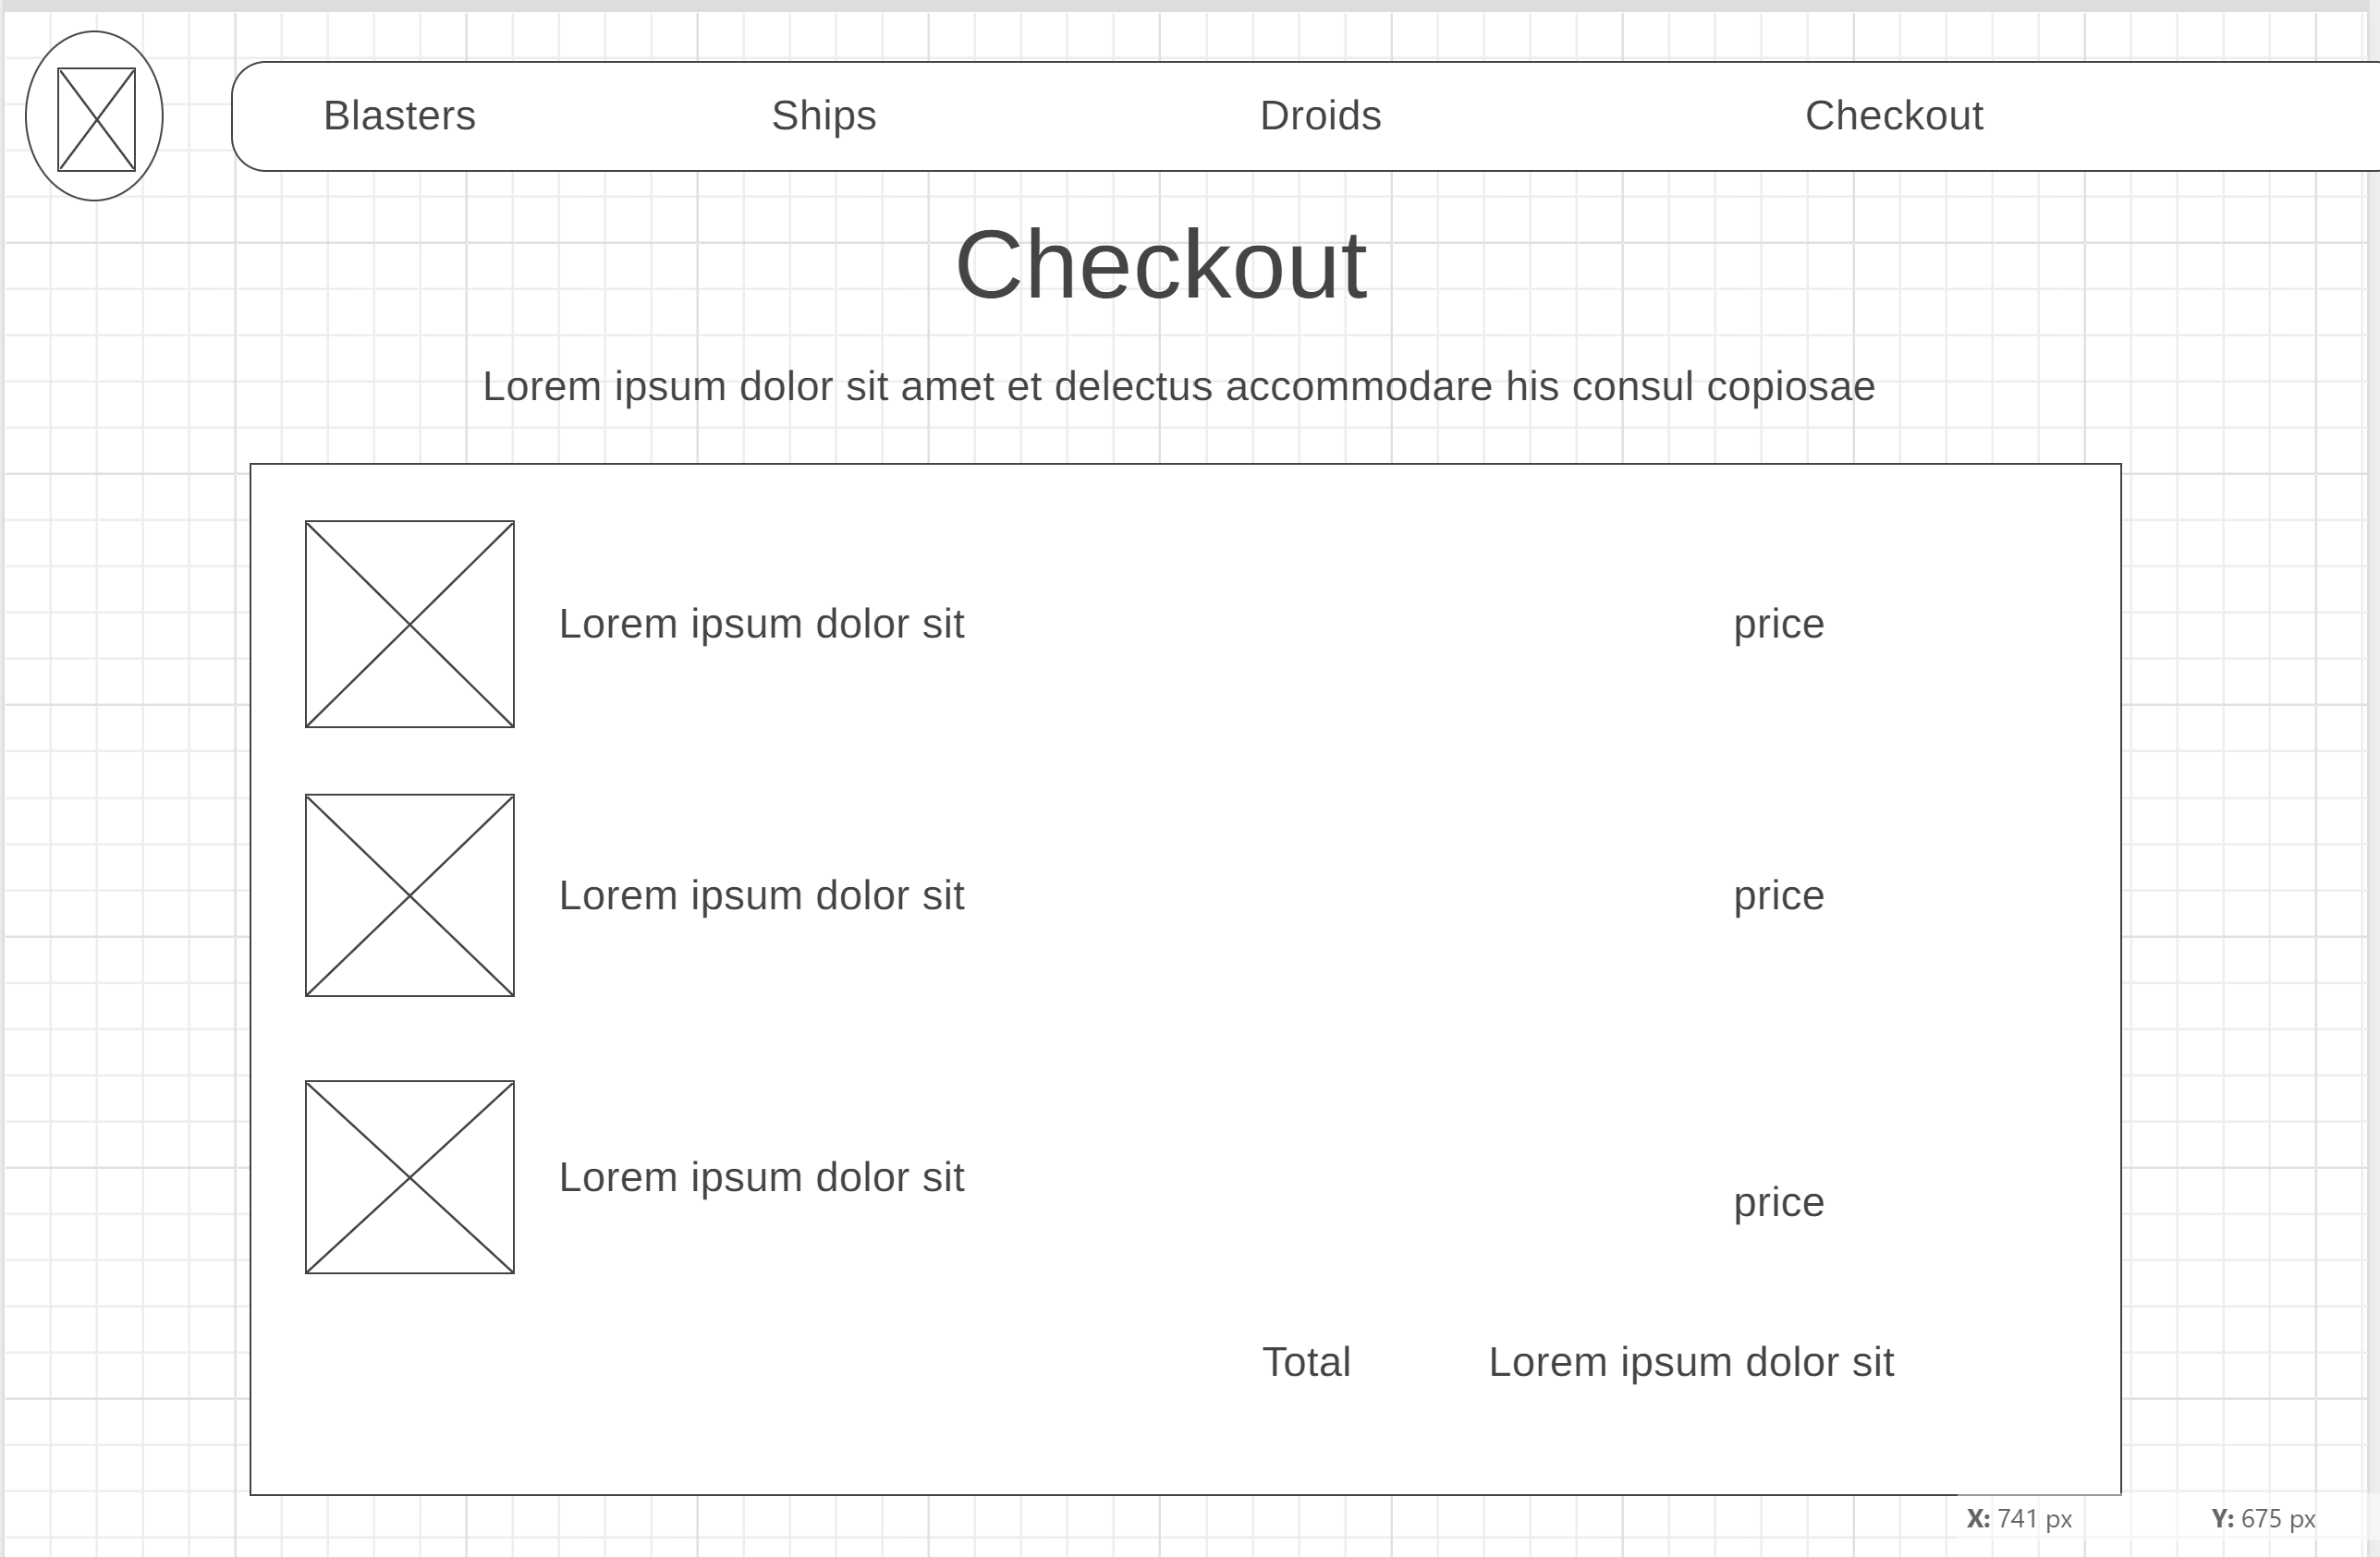 Blasters Ships Droids Checkout
Checkout
Lorem ipsum dolor sit amet et delectus accommodare his consul copiosae
Lorem ipsum dolor sit price
Lorem ipsum dolor sit price
Lorem ipsum dolor sit
price
Total Lorem ipsum dolor sit
X: 741 px Y: 675 px